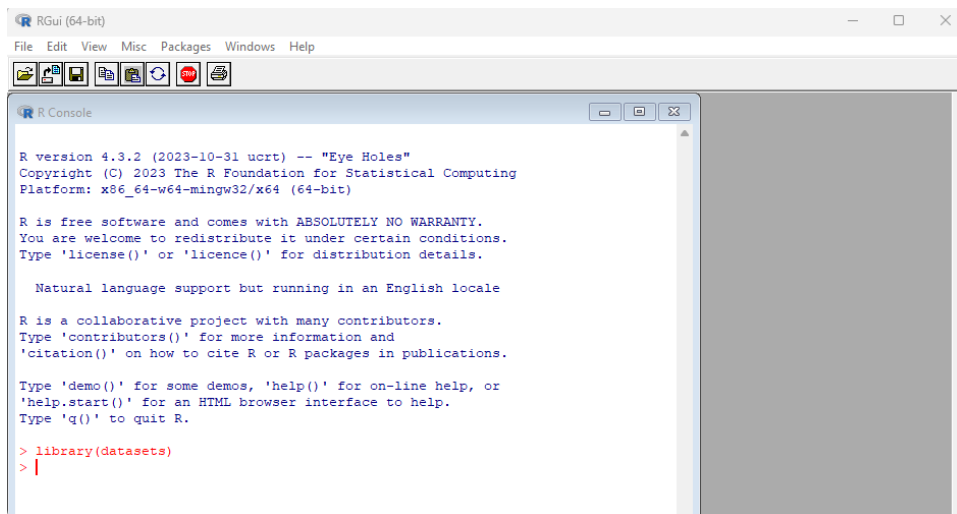 RGui (64-bit)
File Edit View Misc Packages Windows Help
STOP
R Console
R version 4.3.2 (2023-10-31 ucrt) -- "Eye Holes"
Copyright (C) 2023 The R Foundation for Statistical Computing
Platform: x86_64-w64-mingw32/x64 (64-bit)
R is free software and comes with ABSOLUTELY NO WARRANTY.
You are welcome to redistribute it under certain conditions.
Type 'license()' or 'licence()' for distribution details.
Natural language support but running in an English locale
R is a collaborative project with many contributors.
Type 'contributors()' for more information and
'citation()' on how to cite R or R packages in publications.
Type 'demo()' for some demos, 'help()' for on-line help, or
'help.start()' for an HTML browser interface to help.
Type 'q()' to quit R.
> library(datasets)
>